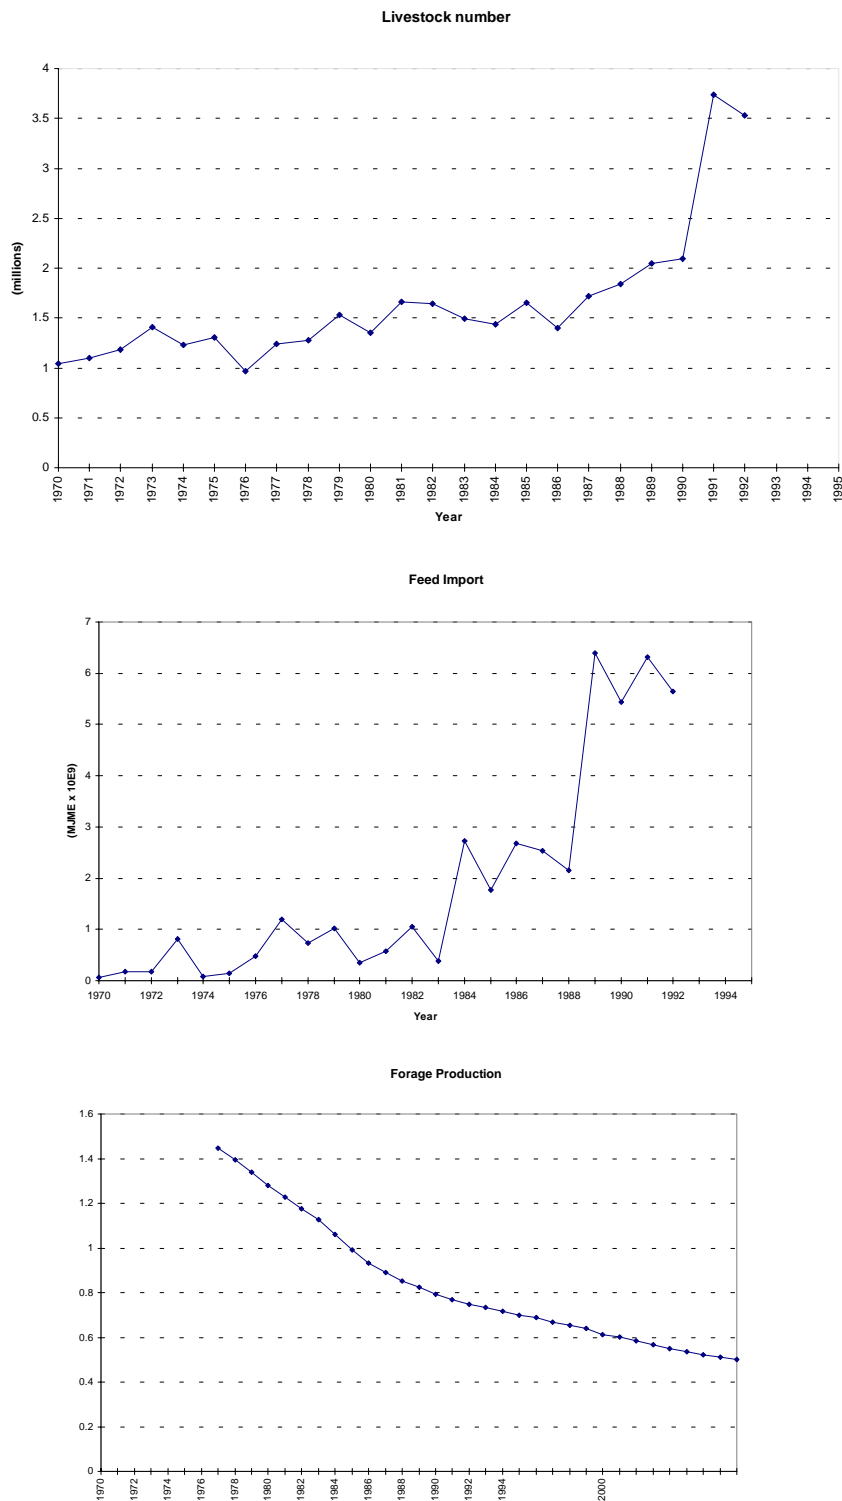 Livestock number
4
3.5
3
2.5
2
1.5
1
0.5
0
(millions)
1970 1971 1972 1973 1974 1975 1976 1977 1978 1979 1980 1981 1982 1983 1984 1985 1986 1987 1988 1989 1990 1991 1992 1993 1994 1995
Year
Feed Import
7
6
5
4
3
2
1
0
(MJME x 10E9)
1970 1972 1974 1976 1978 1980 1982 1984 1986 1988 1990 1992 1994
Year
Forage Production
1.6
1.4
1.2
1
0.8
0.6
0.4
0.2
0
1970 1972 1974 1976 1978 1980 1982 1984 1986 1988 1990 1992 1994 2000